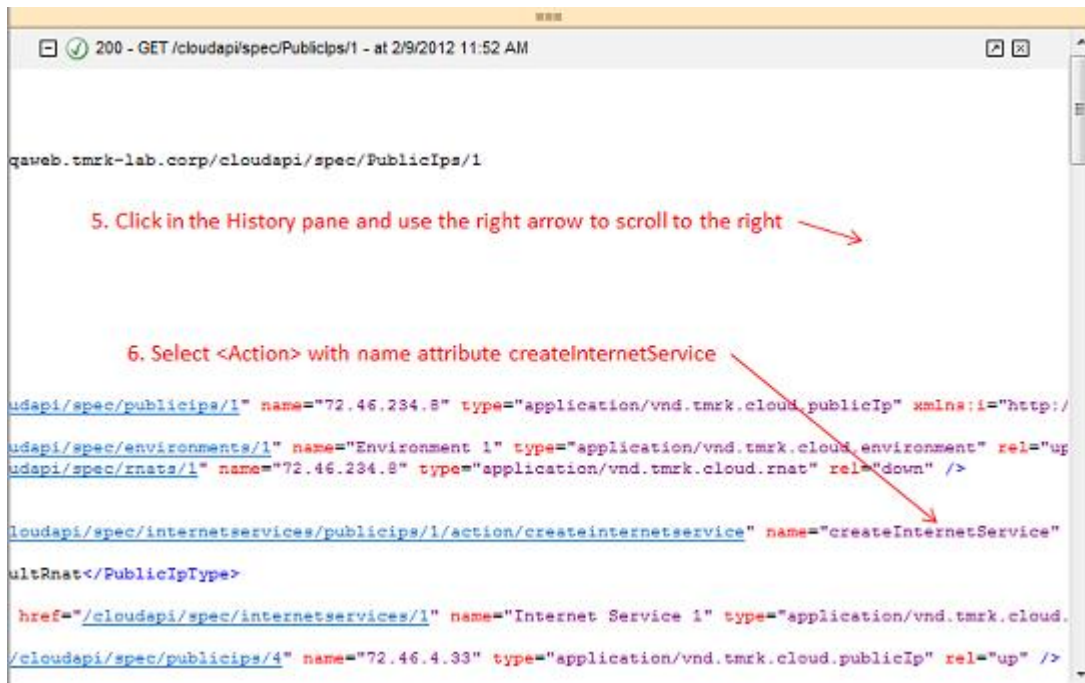 200 - GET /cloudapi/spec/PublicIps/1 - at 2/9/2012 11:52 AM
qaweb.tmrk-lab.corp/cloudapi/spec/PublicIps/1
5. Click in the History pane and use the right arrow to scroll to the right
6. Select <Action> with name attribute createInternetService
udapi/spec/publicips/1" name="72.46.234.8" type="application/vnd.tmrk.cloud.publicIp" xmlns:i="http:/
udapi/spec/environments/1" name="Environment 1" type="application/vnd.tmrk.cloud.environment" rel="up
udapi/spec/rnats/1" name="72.46.234.8" type="application/vnd.tmrk.cloud.rnat" rel="down" />
loudapi/spec/internetservices/publicips/1/action/createinternetservice" name="createInternetService"
ultRnat</PublicIpType>
href="/cloudapi/spec/internetservices/1" name="Internet Service 1" type="application/vnd.tmrk.cloud.
/cloudapi/spec/publicips/4" name="72.46.4.33" type="application/vnd.tmrk.cloud.publicIp" rel="up" />